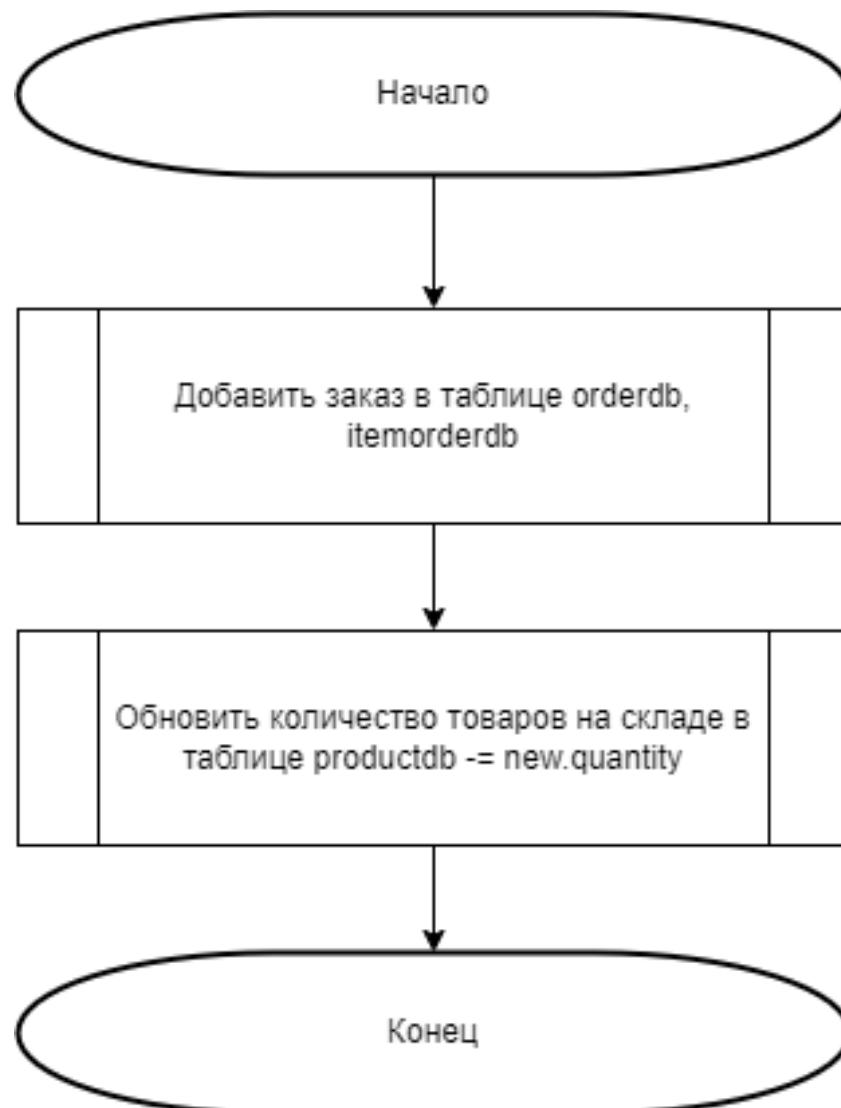 Начало
Добавить заказ в таблице orderdb,
itemorderdb
Обновить количество товаров на складе в
таблице productdb -= new.quantity
Конец